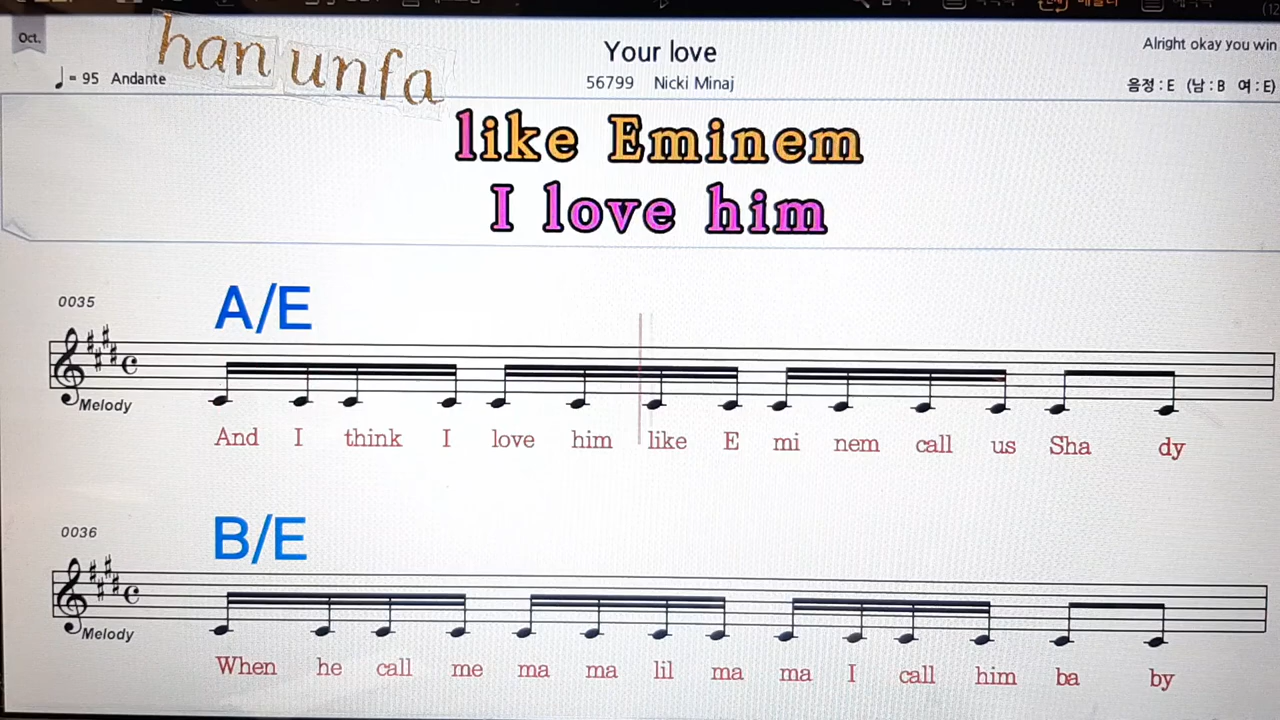 Oct.
han unfa
Your love
Alright okay you win
♩= 95 Andante
56799 Nicki Minaj
음정 : E (남 : B 여 : E)
like Eminem
I love him
0035
A/E
Melody
And I think I love him like E mi nem call us Sha dy
0036
B/E
Melody
When he call me ma ma lil ma ma I call him ba by